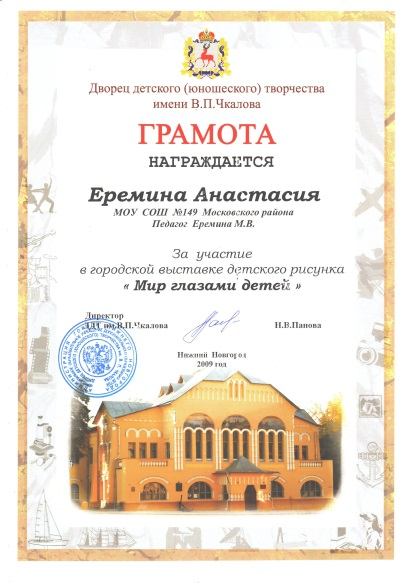 Дворец детского (юношеского) творчества
имени В.П.Чкалова
ГРАМОТА
НАГРАЖДАЕТСЯ
Еремина Анастасия
МОУ СОШ №149 Московского района
Педагог Еремина М.В.
За участие
в городской выставке детского рисунка
« Мир глазами детей »
Директор
ДДТ им.В.П.Чкалова
Н.В.Панова
Нижний Новгород
2009 год